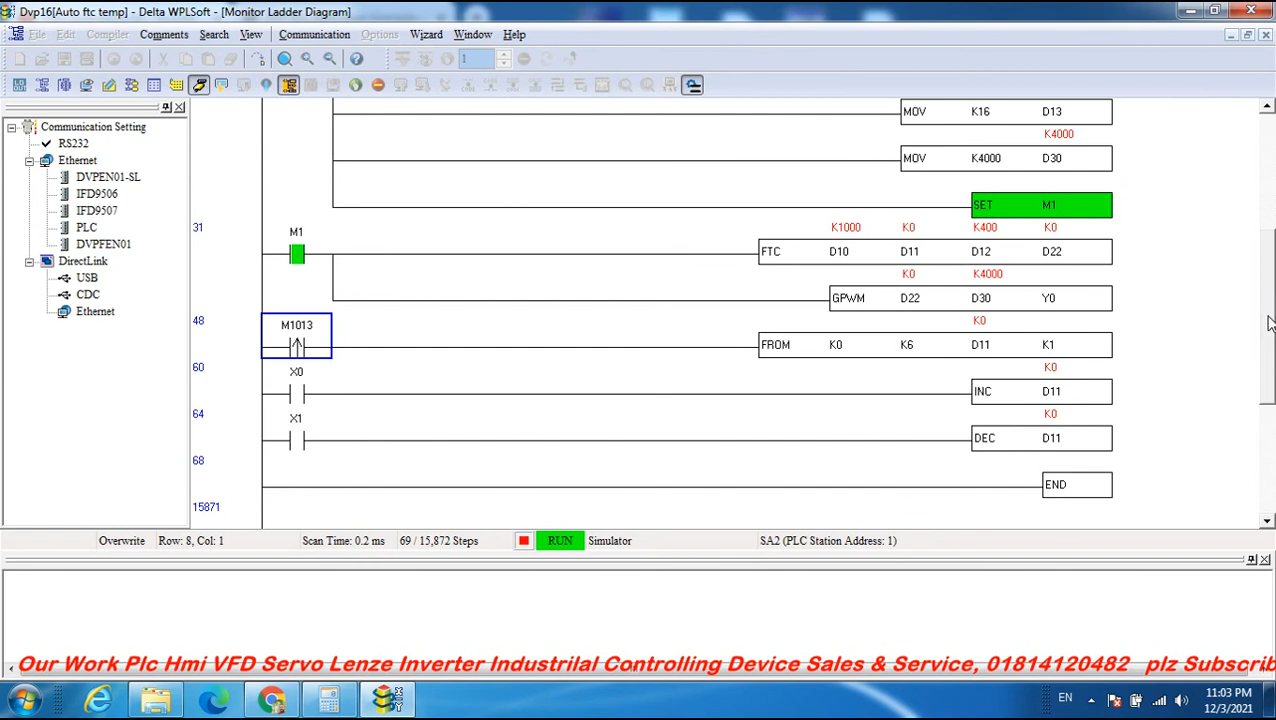 Dvp16[Auto ftc temp] - Delta WPLSoft - [Monitor Ladder Diagram]
File Edit Compiler Comments Search View Communication Options Wizard Window Help
1
Communication Setting
RS232
Ethernet
DVPEN01-SL
IFD9506
IFD9507
PLC
DVPFEN01
DirectLink
USB
CDC
Ethernet
MOV K16 D13
K4000
MOV K4000 D30
SET M1
31 M1 K1000 K0 K400 K0
FTC D10 D11 D12 D22
K0 K4000
GPWM D22 D30 Y0
48 M1013 K0
FROM K0 K6 D11 K1
60 X0 K0
INC D11
64 X1 K0
DEC D11
68
END
15871
Overwrite Row: 8, Col: 1 Scan Time: 0.2 ms 69 / 15,872 Steps RUN Simulator SA2 (PLC Station Address: 1)
Our Work Plc Hmi VFD Servo Lenze Inverter Industrilal Controlling Device Sales & Service, 01814120482 plz Subscrib
EN 11:03 PM
12/3/2021